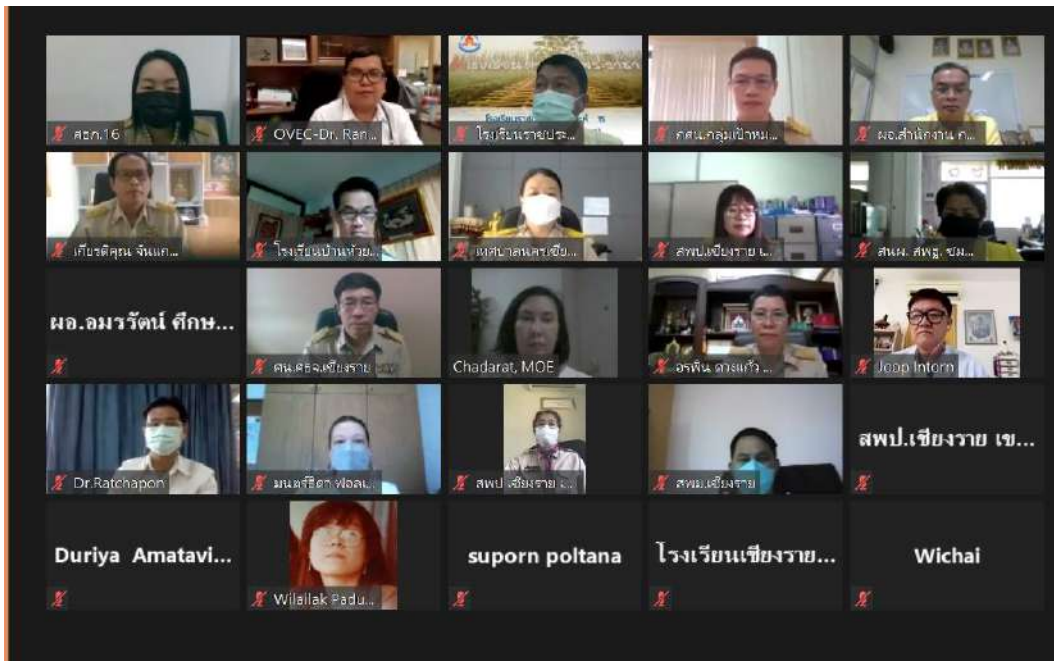 ศธภ.16
OVEC-Dr. Ran...
โรงเรียนราชประ...
กศน.กลุ่มเป้าหม...
ผอ.สำนักงาน ก...
เกียรติคุณ จันแก...
โรงเรียนบ้านห้วย...
เทศบาลนครเชีย...
สพป.เชียงราย เ...
สนผ. สพฐ. ชม...
ผอ.อมรรัตน์ ศึกษ...
ศน.ศธจ.เชียงราย
Chadarat, MOE
อรพิน ดวงแก้ว ...
Joop Intorn
Dr.Ratchapon
มนตร์ธิดา ฟอลเ...
สพป เชียงราย เ...
สพม.เชียงราย
สพป.เชียงราย เข...
Duriya Amatavi...
Wilailak Padu...
suporn poltana
โรงเรียนเชียงราย...
Wichai